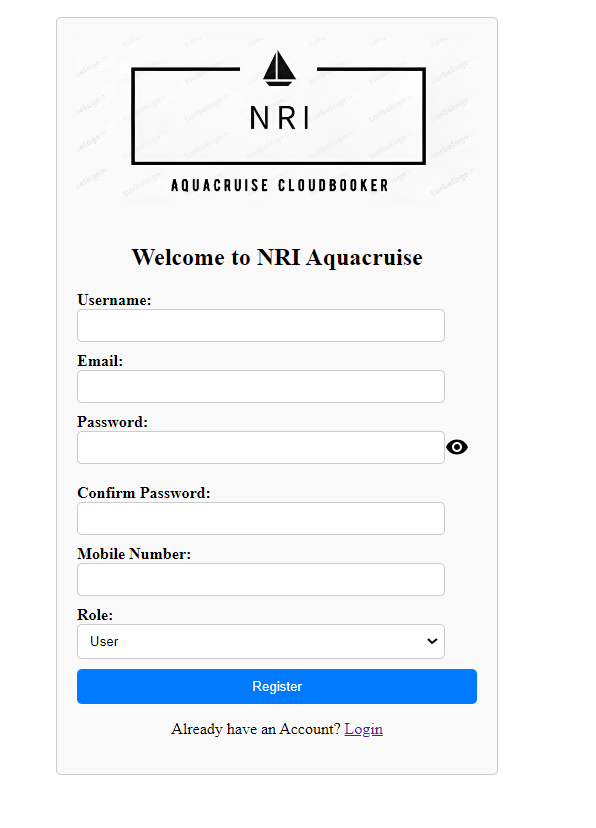 NRI
AQUACRUISE CLOUDBOOKER
Welcome to NRI Aquacruise
Username:
Email:
Password:
Confirm Password:
Mobile Number:
Role:
User
Register
Already have an Account? Login